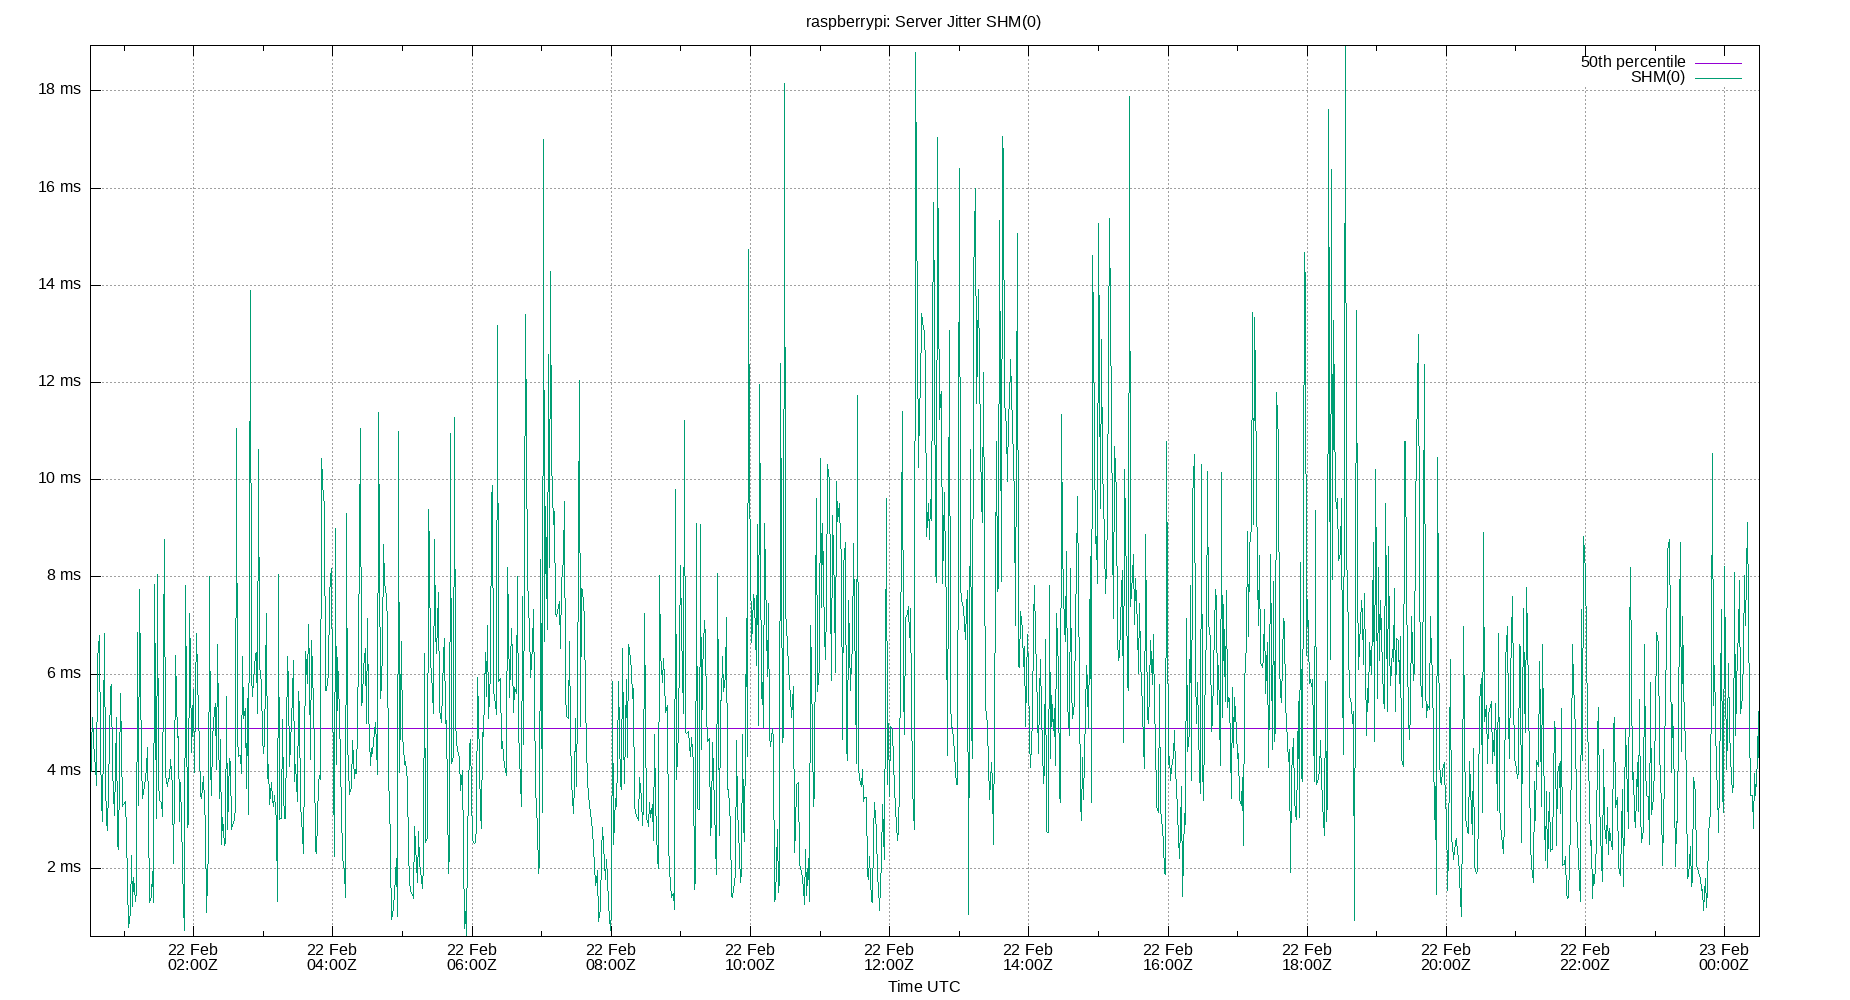 raspberrypi: Server Jitter SHM(0)
50th percentile
SHM(0)
18 ms
16 ms
14 ms
12 ms
10 ms
8 ms
6 ms
4 ms
2 ms
22 Feb 22 Feb 22 Feb 22 Feb 22 Feb 22 Feb 22 Feb 22 Feb 22 Feb 22 Feb 22 Feb 23 Feb
02:00Z 04:00Z 06:00Z 08:00Z 10:00Z 12:00Z 14:00Z 16:00Z 18:00Z 20:00Z 22:00Z 00:00Z
Time UTC